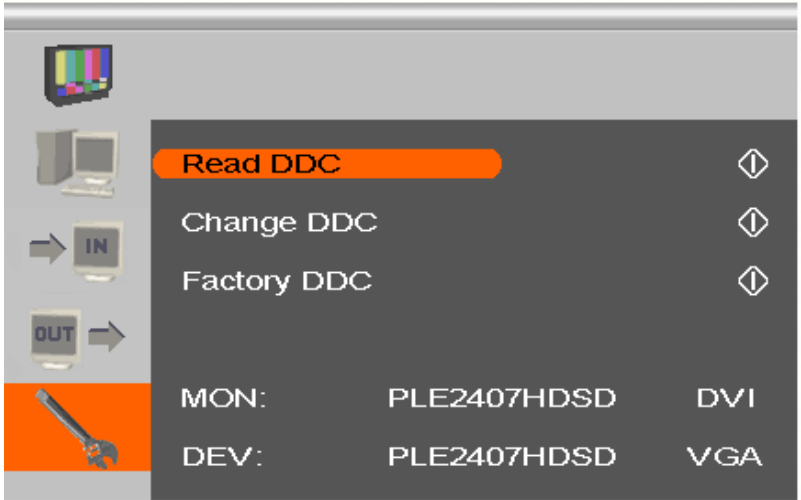 Read DDC
Change DDC
IN
Factory DDC
OUT
MON: PLE2407HDSD DVI
DEV: PLE2407HDSD VGA